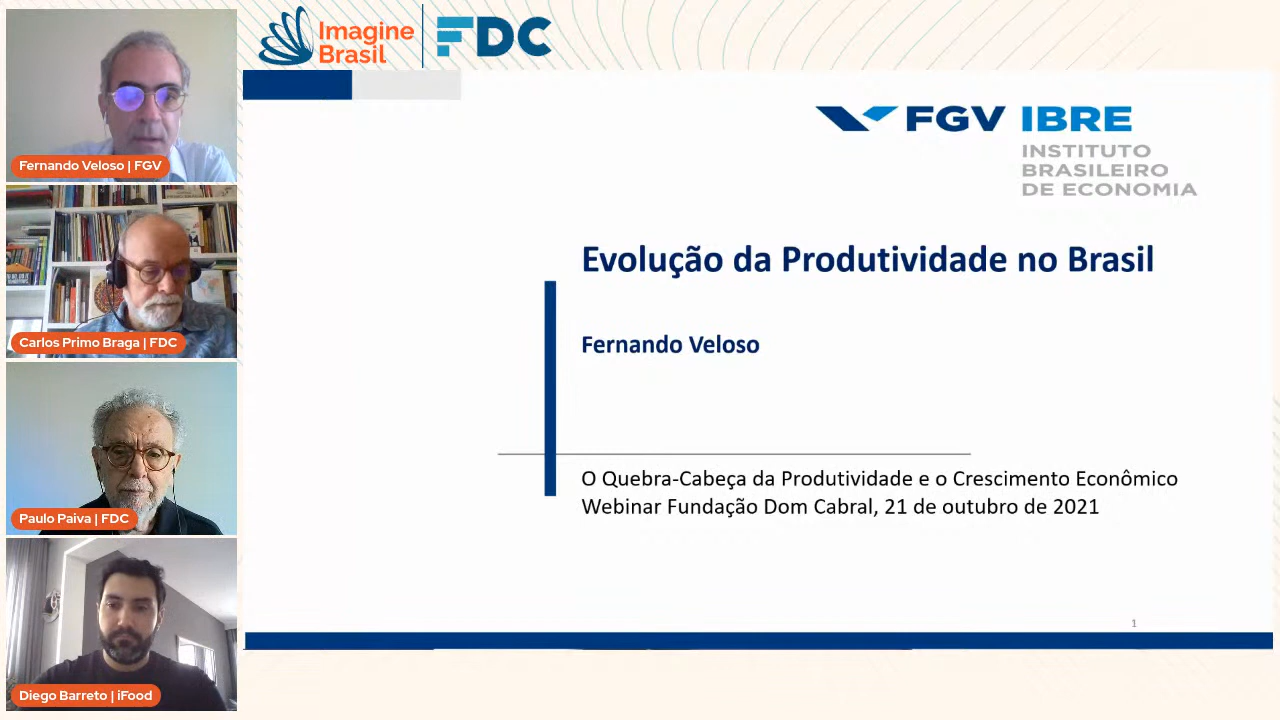 Imagine
Brasil
FDC
Fernando Veloso | FGV
Carlos Primo Braga | FDC
Paulo Paiva | FDC
Diego Barreto | iFood
FGV IBRE
INSTITUTO
BRASILEIRO
DE ECONOMIA
Evolução da Produtividade no Brasil
Fernando Veloso
O Quebra-Cabeça da Produtividade e o Crescimento Econômico
Webinar Fundação Dom Cabral, 21 de outubro de 2021
1